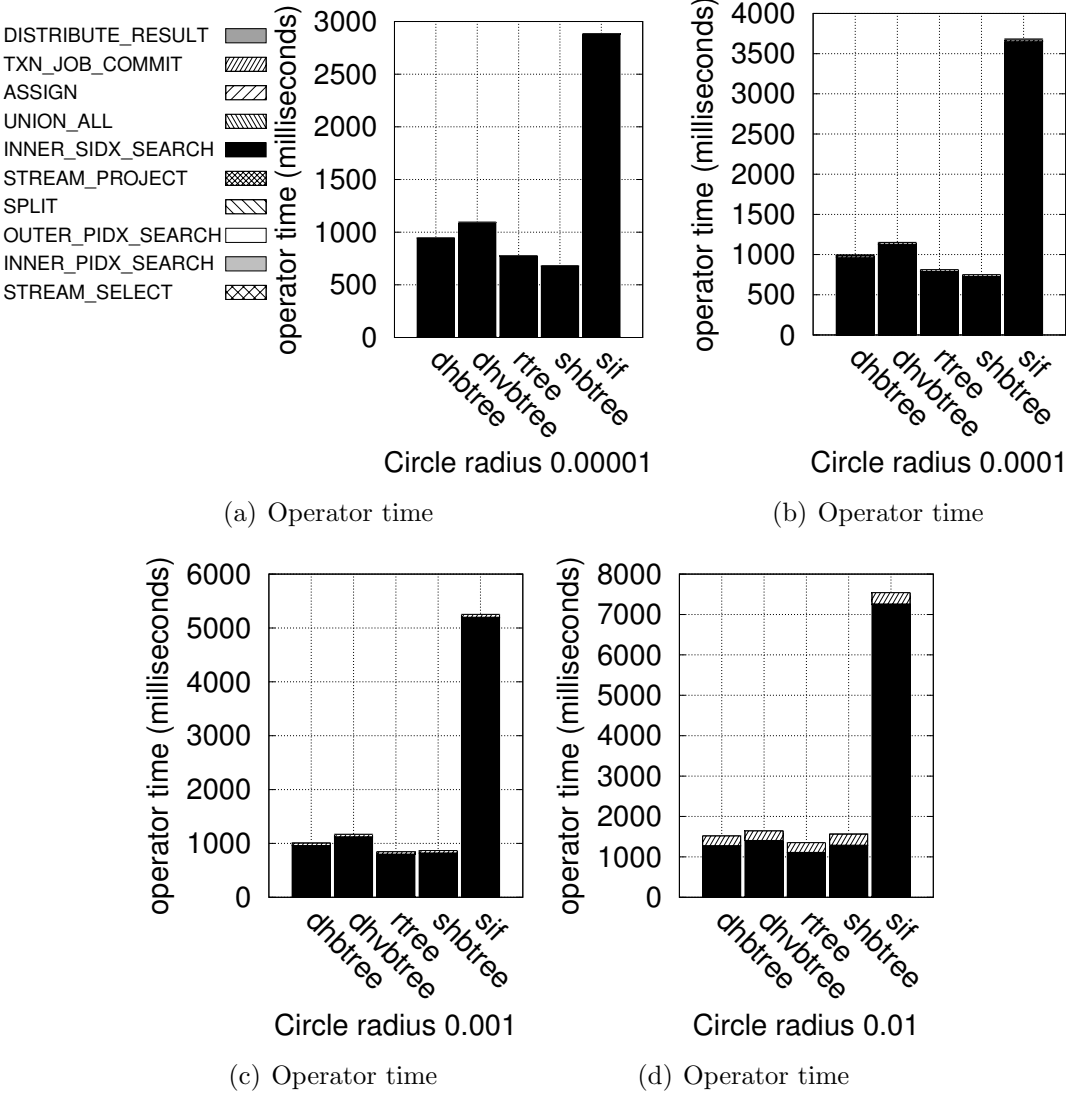 DISTRIBUTE_RESULT
TXN_JOB_COMMIT
ASSIGN
UNION_ALL
INNER_SIDX_SEARCH
STREAM_PROJECT
SPLIT
OUTER_PIDX_SEARCH
INNER_PIDX_SEARCH
STREAM_SELECT
operator time (milliseconds)
3000
2500
2000
1500
1000
500
0
dhbtree
dhvbtree
rtree
shbtree
sif
Circle radius 0.00001
(a) Operator time
operator time (milliseconds)
4000
3500
3000
2500
2000
1500
1000
500
0
dhbtree
dhvbtree
rtree
shbtree
sif
Circle radius 0.0001
(b) Operator time
operator time (milliseconds)
6000
5000
4000
3000
2000
1000
0
dhbtree
dhvbtree
rtree
shbtree
sif
Circle radius 0.001
(c) Operator time
operator time (milliseconds)
8000
7000
6000
5000
4000
3000
2000
1000
0
dhbtree
dhvbtree
rtree
shbtree
sif
Circle radius 0.01
(d) Operator time